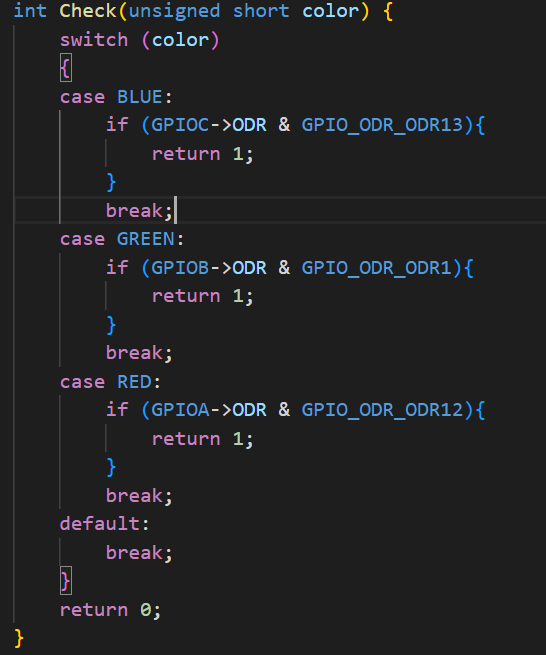 int Check(unsigned short color) {
    switch (color)
    {
    case BLUE:
        if (GPIOC->ODR & GPIO_ODR_ODR13){
            return 1;
        }
        break;
    case GREEN:
        if (GPIOB->ODR & GPIO_ODR_ODR1){
            return 1;
        }
        break;
    case RED:
        if (GPIOA->ODR & GPIO_ODR_ODR12){
            return 1;
        }
        break;
    default:
        break;
    }
    return 0;
}